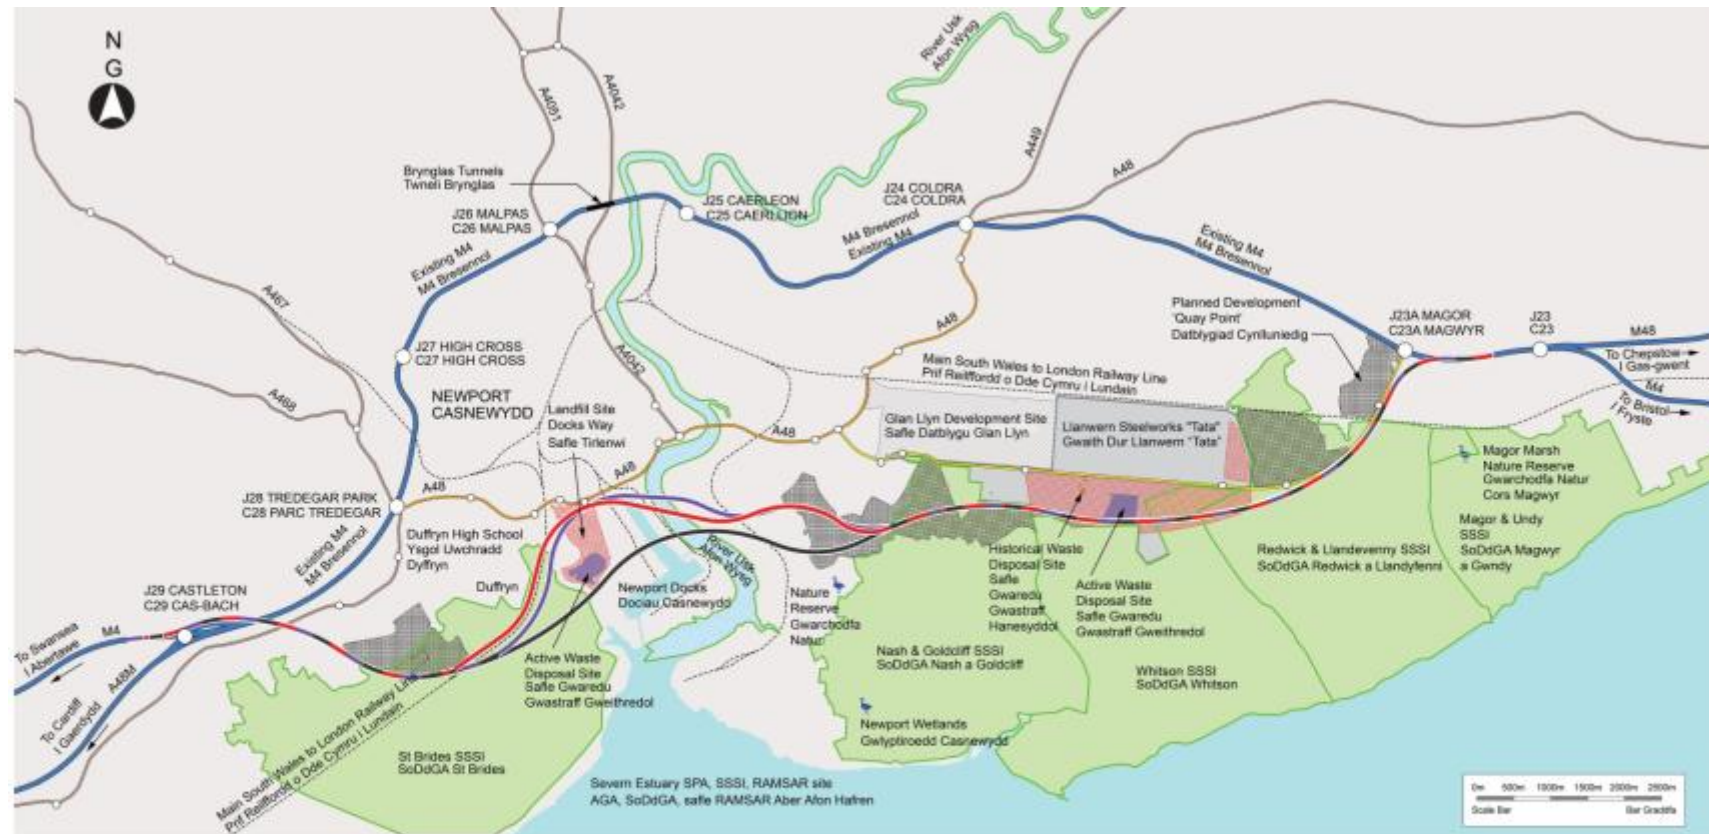 N
G
A4051
A4042
River Usk
Afon Wysg
A449
A48
Brynglas Tunnels
Twneli Brynglas
J26 MALPAS
C26 MALPAS
J25 CAERLEON
C25 CAERLLION
J24 COLDRA
C24 COLDRA
M4 Bresennol
Existing M4
Existing M4
M4 Bresennol
Existing M4
M4 Bresennol
A467
Planned Development
'Quay Point'
Datblygiad Cynlluniedig
J23A MAGOR
C23A MAGWYR
J23
C23
M48
To Chepstow
I Gas-gwent
M4
To Bristol
I Fryste
A48
J27 HIGH CROSS
C27 HIGH CROSS
A4042
Main South Wales to London Railway Line
Prif Reilffordd o Dde Cymru i Lundain
NEWPORT
CASNEWYDD
A468
Landfill Site
Docks Way
Safle Tirlenwi
A48
Glan Llyn Development Site
Safle Datblygu Glan Llyn
Llanwern Steelworks "Tata"
Gwaith Dur Llanwern "Tata"
Magor Marsh
Nature Reserve
Gwarchodfa Natur
Cors Magwyr
J28 TREDEGAR PARK
C28 PARC TREDEGAR
A48
A48
Magor & Undy
SSSI
SoDdGA Magwyr
a Gwndy
Existing M4
M4 Bresennol
Duffryn High School
Ysgol Uwchradd
Dyffryn
Duffryn
River Usk
Afon Wysg
Newport Docks
Dociau Casnewydd
Nature
Reserve
Gwarchodfa
Natur
Historical Waste
Disposal Site
Safle
Gwaredu
Gwastraff
Hanesyddol
Active Waste
Disposal Site
Safle Gwaredu
Gwastraff Gweithredol
Redwick & Llandevenny SSSI
SoDdGA Redwick a Llandyfenni
J29 CASTLETON
C29 CAS-BACH
M4
To Swansea
I Abertawe
A48M
To Cardiff
I Gaerdydd
Active Waste
Disposal Site
Safle Gwaredu
Gwastraff Gweithredol
Nash & Goldcliff SSSI
SoDdGA Nash a Goldcliff
Whitson SSSI
SoDdGA Whitson
Main South Wales to London Railway Line
Prif Reilffordd o Dde Cymru i Lundain
Newport Wetlands
Gwlyptiroedd Casnewydd
St Brides SSSI
SoDdGA St Brides
Severn Estuary SPA, SSSI, RAMSAR site
AGA, SoDdGA, safle RAMSAR Aber Afon Hafren
0m 500m 1000m 1500m 2000m 2500m
Scale Bar Bar Graddfa